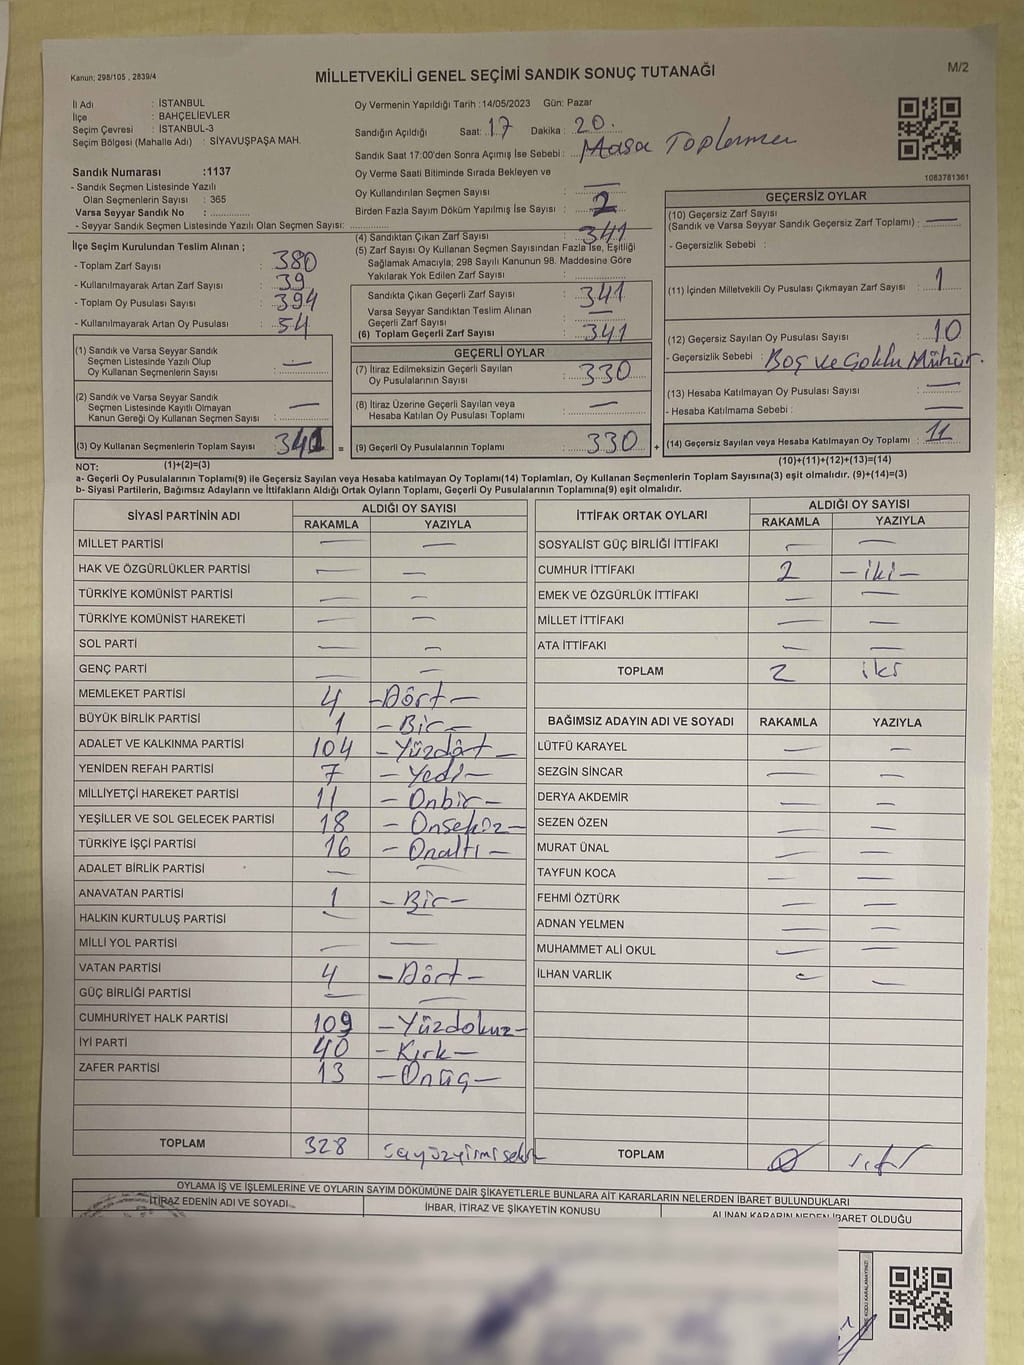 Kanun; 298/105 , 2839/4
MİLLETVEKİLİ GENEL SEÇİMİ SANDIK SONUÇ TUTANAĞI
M/2
İl Adı : İSTANBUL
İlçe : BAHÇELİEVLER
Seçim Çevresi : İSTANBUL-3
Seçim Bölgesi (Mahalle Adı) : SİYAVUŞPAŞA MAH.
Sandık Numarası :1137
- Sandık Seçmen Listesinde Yazılı
Olan Seçmenlerin Sayısı : 365
Varsa Seyyar Sandık No :
- Seyyar Sandık Seçmen Listesinde Yazılı Olan Seçmen Sayısı:
Oy Vermenin Yapıldığı Tarih :14/05/2023 Gün: Pazar
Sandığın Açıldığı Saat: 17 Dakika : 20.
Sandık Saat 17:00'den Sonra Açımış İse Sebebi : Masa Toplanması
Oy Verme Saati Bitiminde Sırada Bekleyen ve
Oy Kullandırılan Seçmen Sayısı : —
Birden Fazla Sayım Döküm Yapılmış İse Sayısı : 2
1083781361
İlçe Seçim Kurulundan Teslim Alınan ;
- Toplam Zarf Sayısı : 380
- Kullanılmayarak Artan Zarf Sayısı : 39
- Toplam Oy Pusulası Sayısı : 394
- Kullanılmayarak Artan Oy Pusulası : 54
(1) Sandık ve Varsa Seyyar Sandık
Seçmen Listesinde Yazılı Olup
Oy Kullanan Seçmenlerin Sayısı : —
(2) Sandık ve Varsa Seyyar Sandık
Seçmen Listesinde Kayıtlı Olmayan
Kanun Gereği Oy Kullanan Seçmen Sayısı : —
(3) Oy Kullanan Seçmenlerin Toplam Sayısı 341 =
(4) Sandıktan Çıkan Zarf Sayısı : 341
(5) Zarf Sayısı Oy Kullanan Seçmen Sayısından Fazla İse, Eşitliği
Sağlamak Amacıyla; 298 Sayılı Kanunun 98. Maddesine Göre
Yakılarak Yok Edilen Zarf Sayısı :
Sandıkta Çıkan Geçerli Zarf Sayısı : 341
Varsa Seyyar Sandıktan Teslim Alınan
Geçerli Zarf Sayısı : —
(6) Toplam Geçerli Zarf Sayısı : 341
GEÇERLİ OYLAR
(7) İtiraz Edilmeksizin Geçerli Sayılan
Oy Pusulalarının Sayısı : 330
(8) İtiraz Üzerine Geçerli Sayılan veya
Hesaba Katılan Oy Pusulası Toplamı : —
(9) Geçerli Oy Pusulalarının Toplamı : 330 +
GEÇERSİZ OYLAR
(10) Geçersiz Zarf Sayısı
(Sandık ve Varsa Seyyar Sandık Geçersiz Zarf Toplamı) : —
- Geçersizlik Sebebi :
(11) İçinden Milletvekili Oy Pusulası Çıkmayan Zarf Sayısı : 1
(12) Geçersiz Sayılan Oy Pusulası Sayısı : 10
- Geçersizlik Sebebi : Boş ve Çoklu Mühür.
(13) Hesaba Katılmayan Oy Pusulası Sayısı : —
- Hesaba Katılmama Sebebi : —
(14) Geçersiz Sayılan veya Hesaba Katılmayan Oy Toplamı : 11
NOT: (1)+(2)=(3)
(10)+(11)+(12)+(13)=(14)
a- Geçerli Oy Pusulalarının Toplamı(9) ile Geçersiz Sayılan veya Hesaba Katılmayan Oy Toplamı(14) Toplamları, Oy Kullanan Seçmenlerin Toplam Sayısına(3) eşit olmalıdır. (9)+(14)=(3)
b- Siyasi Partilerin, Bağımsız Adayların ve İttifakların Aldığı Ortak Oyların Toplamı, Geçerli Oy Pusulalarının Toplamına(9) eşit olmalıdır.
SİYASİ PARTİNİN ADI ALDIĞI OY SAYISI
RAKAMLA YAZIYLA
MİLLET PARTİSİ — —
HAK VE ÖZGÜRLÜKLER PARTİSİ — —
TÜRKİYE KOMÜNİST PARTİSİ — —
TÜRKİYE KOMÜNİST HAREKETİ — —
SOL PARTİ — —
GENÇ PARTİ — —
MEMLEKET PARTİSİ 4 -Dört-
BÜYÜK BİRLİK PARTİSİ 1 -Bir-
ADALET VE KALKINMA PARTİSİ 104 -Yüzdört-
YENİDEN REFAH PARTİSİ 7 -Yedi-
MİLLİYETÇİ HAREKET PARTİSİ 11 -Onbir-
YEŞİLLER VE SOL GELECEK PARTİSİ 18 -Onsekiz-
TÜRKİYE İŞÇİ PARTİSİ 16 -Onaltı-
ADALET BİRLİK PARTİSİ — —
ANAVATAN PARTİSİ 1 -Bir-
HALKIN KURTULUŞ PARTİSİ — —
MİLLİ YOL PARTİSİ — —
VATAN PARTİSİ 4 -Dört-
GÜÇ BİRLİĞİ PARTİSİ — —
CUMHURİYET HALK PARTİSİ 109 -Yüzdokuz-
İYİ PARTİ 40 -Kırk-
ZAFER PARTİSİ 13 -Onüç-
TOPLAM 328 üçyüzyirmisekiz
İTTİFAK ORTAK OYLARI ALDIĞI OY SAYISI
RAKAMLA YAZIYLA
SOSYALİST GÜÇ BİRLİĞİ İTTİFAKI — —
CUMHUR İTTİFAKI 2 -iki-
EMEK VE ÖZGÜRLÜK İTTİFAKI — —
MİLLET İTTİFAKI — —
ATA İTTİFAKI — —
TOPLAM 2 iki
BAĞIMSIZ ADAYIN ADI VE SOYADI RAKAMLA YAZIYLA
LÜTFÜ KARAYEL — —
SEZGİN SİNCAR — —
DERYA AKDEMİR — —
SEZEN ÖZEN — —
MURAT ÜNAL — —
TAYFUN KOCA — —
FEHMİ ÖZTÜRK — —
ADNAN YELMEN — —
MUHAMMET ALİ OKUL — —
İLHAN VARLIK — —
TOPLAM 0 sıfır
OYLAMA İŞ VE İŞLEMLERİNE VE OYLARIN SAYIM DÖKÜMÜNE DAİR ŞİKAYETLERLE BUNLARA AİT KARARLARIN NELERDEN İBARET BULUNDUKLARI
İTİRAZ EDENİN ADI VE SOYADI
İHBAR, İTİRAZ VE ŞİKAYETİN KONUSU
ALINAN KARARIN NEDEN İBARET OLDUĞU